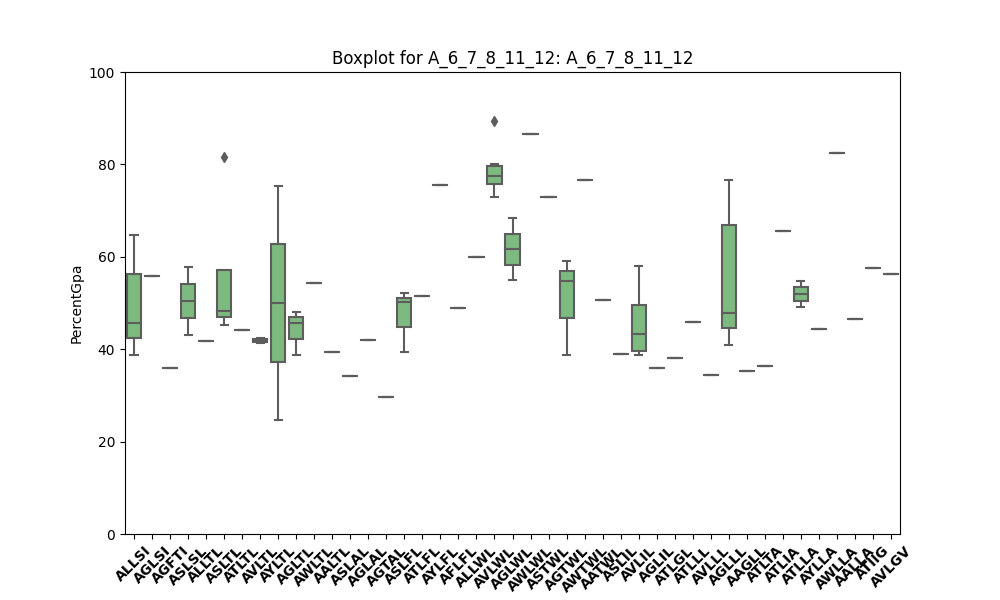 Boxplot for A_6_7_8_11_12: A_6_7_8_11_12
PercentGpa
100
80
60
40
20
0
ALLSI
AGLSI
AGFTI
ASLSL
ALLTL
ASLTL
ATLTL
AVLTL
AYLTL
AGLTL
AWLTL
AALTL
ASLAL
AGLAL
AGTAL
ASLFL
ATLFL
AYLFL
AFLFL
ALLWL
AVLWL
AGLWL
AWLWL
ASTWL
AGTWL
AWTWL
AATWL
ASLIL
AVLIL
AGLIL
ATLGL
ATLLL
AVLLL
AGLLL
AAGLL
ATLTA
ATLIA
ATLLA
AYLLA
AWLLA
AALLA
ATIIG
AVLGV